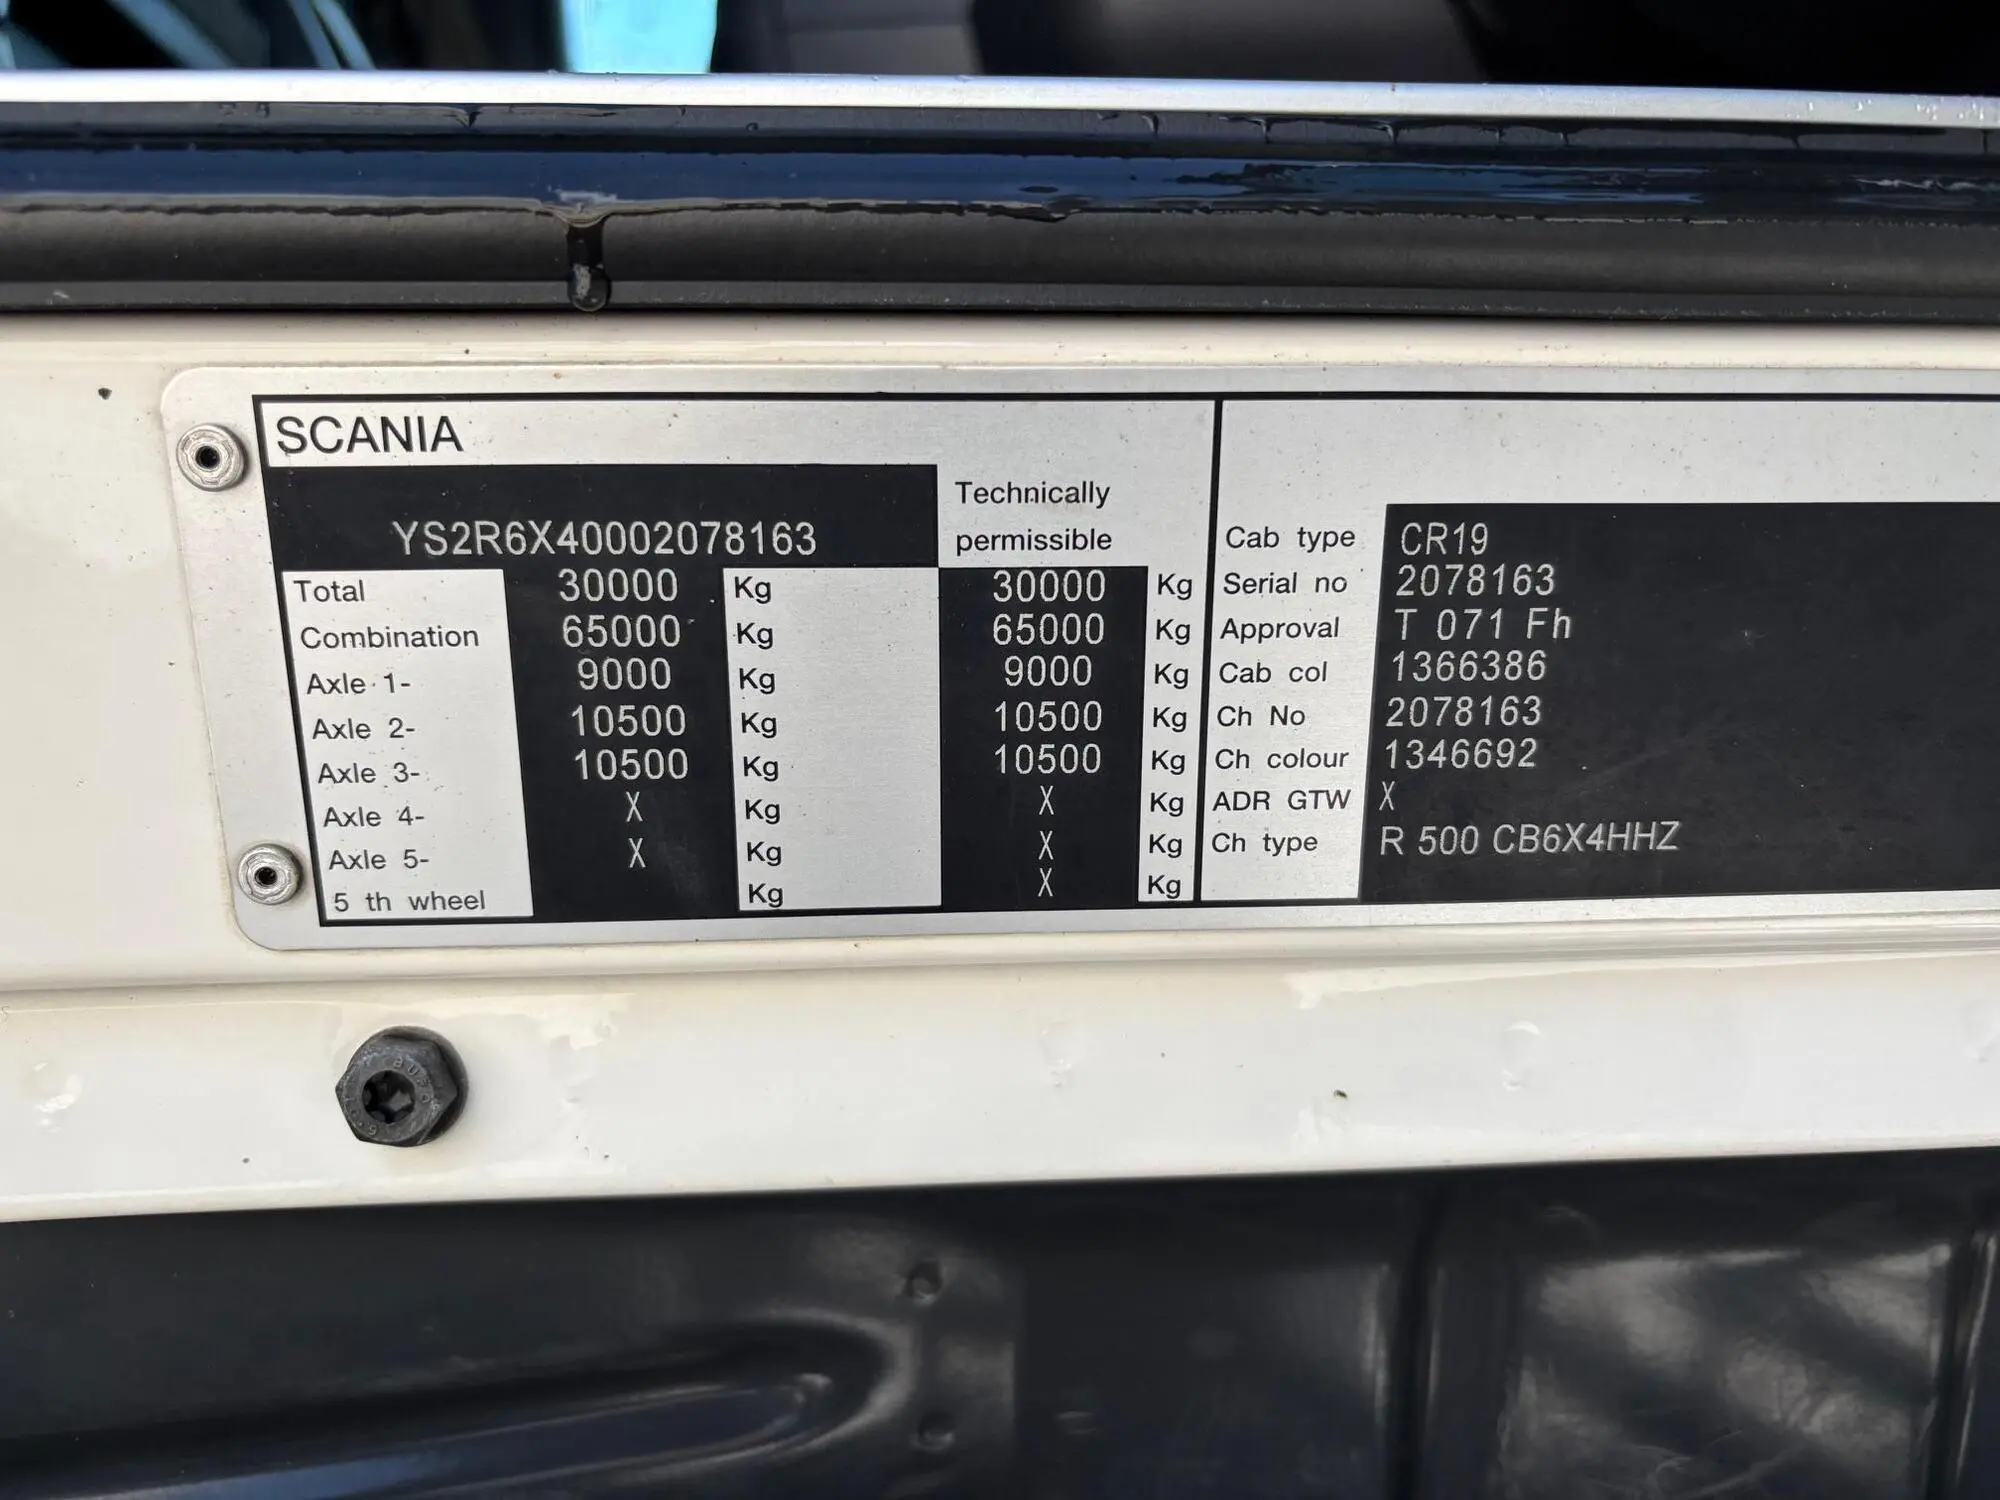 SCANIA
YS2R6X40002078163
Technically
permissible
Total 30000 Kg 30000 Kg
Combination 65000 Kg 65000 Kg
Axle 1- 9000 Kg 9000 Kg
Axle 2- 10500 Kg 10500 Kg
Axle 3- 10500 Kg 10500 Kg
Axle 4- X Kg X Kg
Axle 5- X Kg X Kg
5 th wheel Kg X Kg
Cab type CR19
Serial no 2078163
Approval T 071 Fh
Cab col 1366386
Ch No 2078163
Ch colour 1346692
ADR GTW X
Ch type R 500 CB6X4HHZ